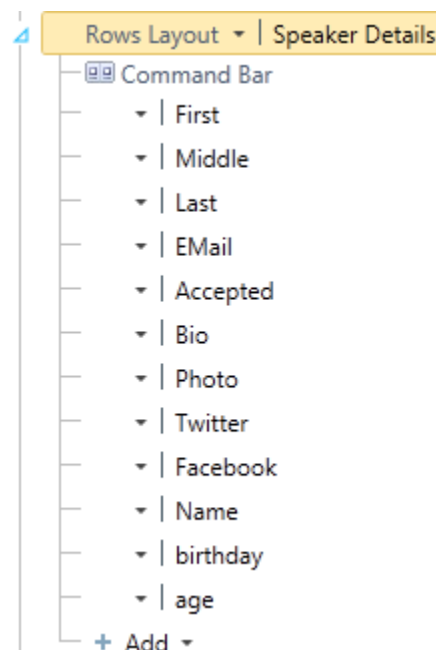 Rows Layout | Speaker Details
Command Bar
First
Middle
Last
EMail
Accepted
Bio
Photo
Twitter
Facebook
Name
birthday
age
+ Add